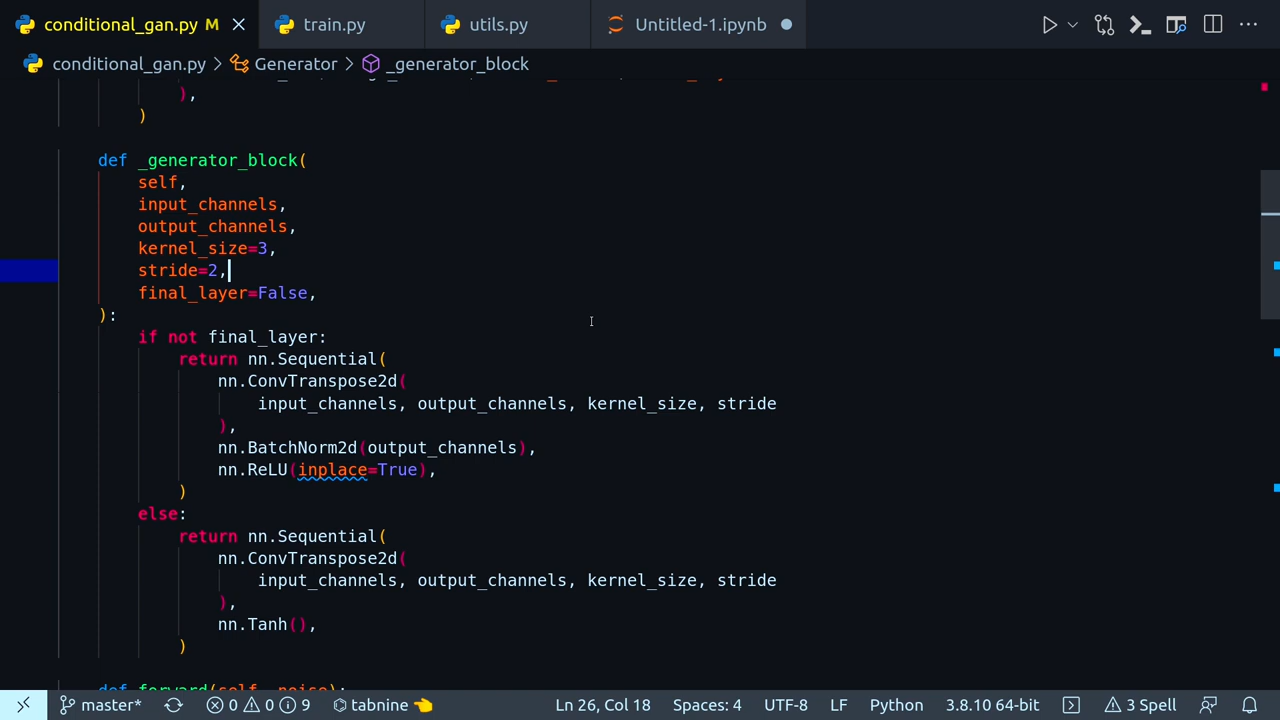 conditional_gan.py M
train.py
utils.py
Untitled-1.ipynb
conditional_gan.py > Generator > _generator_block
),
)
def _generator_block(
self,
input_channels,
output_channels,
kernel_size=3,
stride=2,
final_layer=False,
):
if not final_layer:
return nn.Sequential(
nn.ConvTranspose2d(
input_channels, output_channels, kernel_size, stride
),
nn.BatchNorm2d(output_channels),
nn.ReLU(inplace=True),
)
else:
return nn.Sequential(
nn.ConvTranspose2d(
input_channels, output_channels, kernel_size, stride
),
nn.Tanh(),
)
def forward(self, noise):
master* 0 0 9 tabnine Ln 26, Col 18 Spaces: 4 UTF-8 LF Python 3.8.10 64-bit 3 Spell